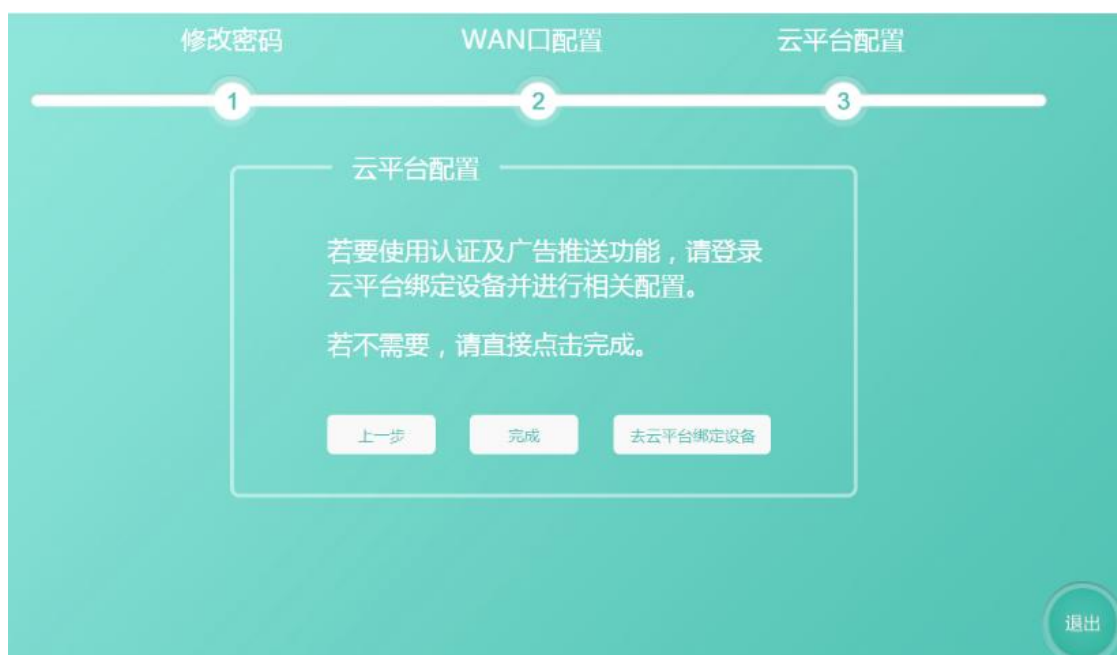 修改密码
WAN口配置
云平台配置
1
2
3
云平台配置
若要使用认证及广告推送功能，请登录
云平台绑定设备并进行相关配置。
若不需要，请直接点击完成。
上一步
完成
去云平台绑定设备
退出